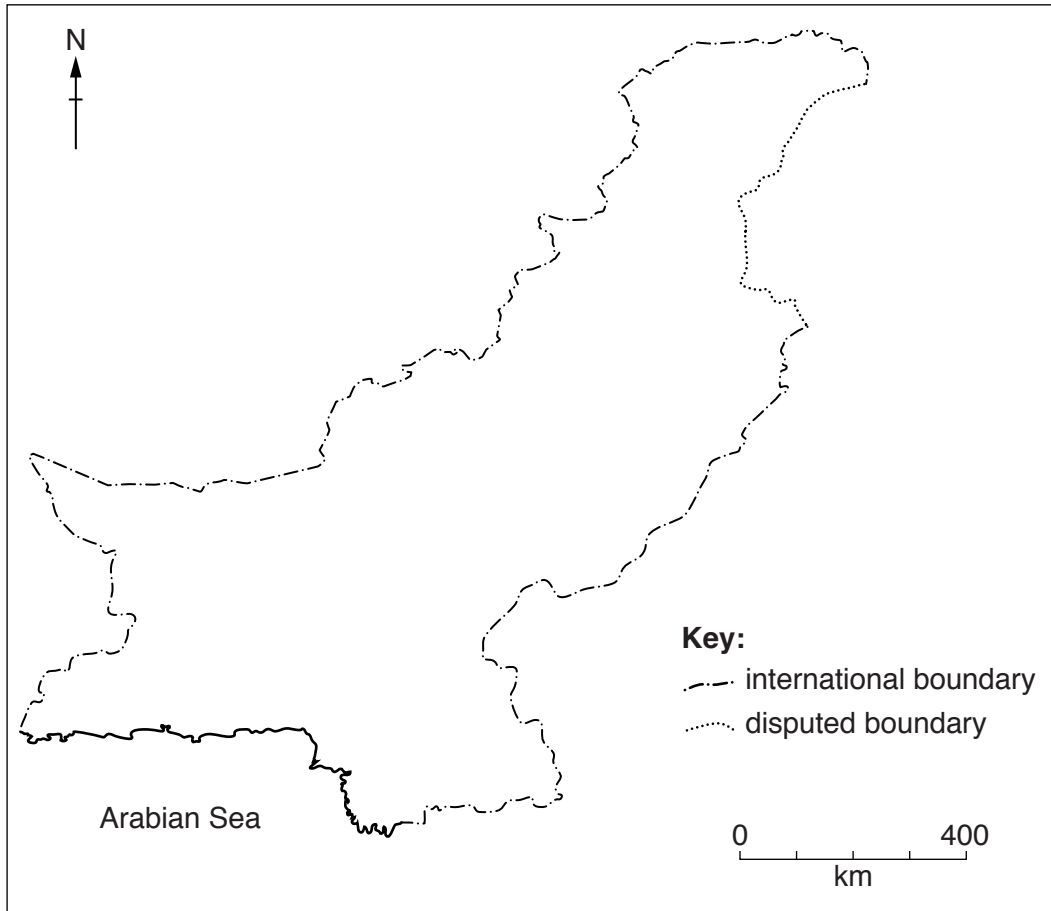 N
Key:
international boundary
disputed boundary
Arabian Sea
0 400
km